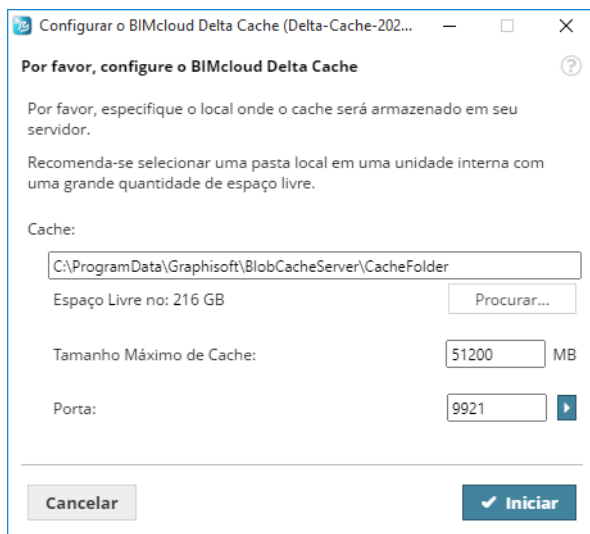 Configurar o BIMcloud Delta Cache (Delta-Cache-202...
Por favor, configure o BIMcloud Delta Cache
Por favor, especifique o local onde o cache será armazenado em seu
servidor.
Recomenda-se selecionar uma pasta local em uma unidade interna com
uma grande quantidade de espaço livre.
Cache:
C:\ProgramData\Graphisoft\BlobCacheServer\CacheFolder
Espaço Livre no: 216 GB
Procurar...
Tamanho Máximo de Cache: 51200 MB
Porta: 9921
Cancelar
Iniciar